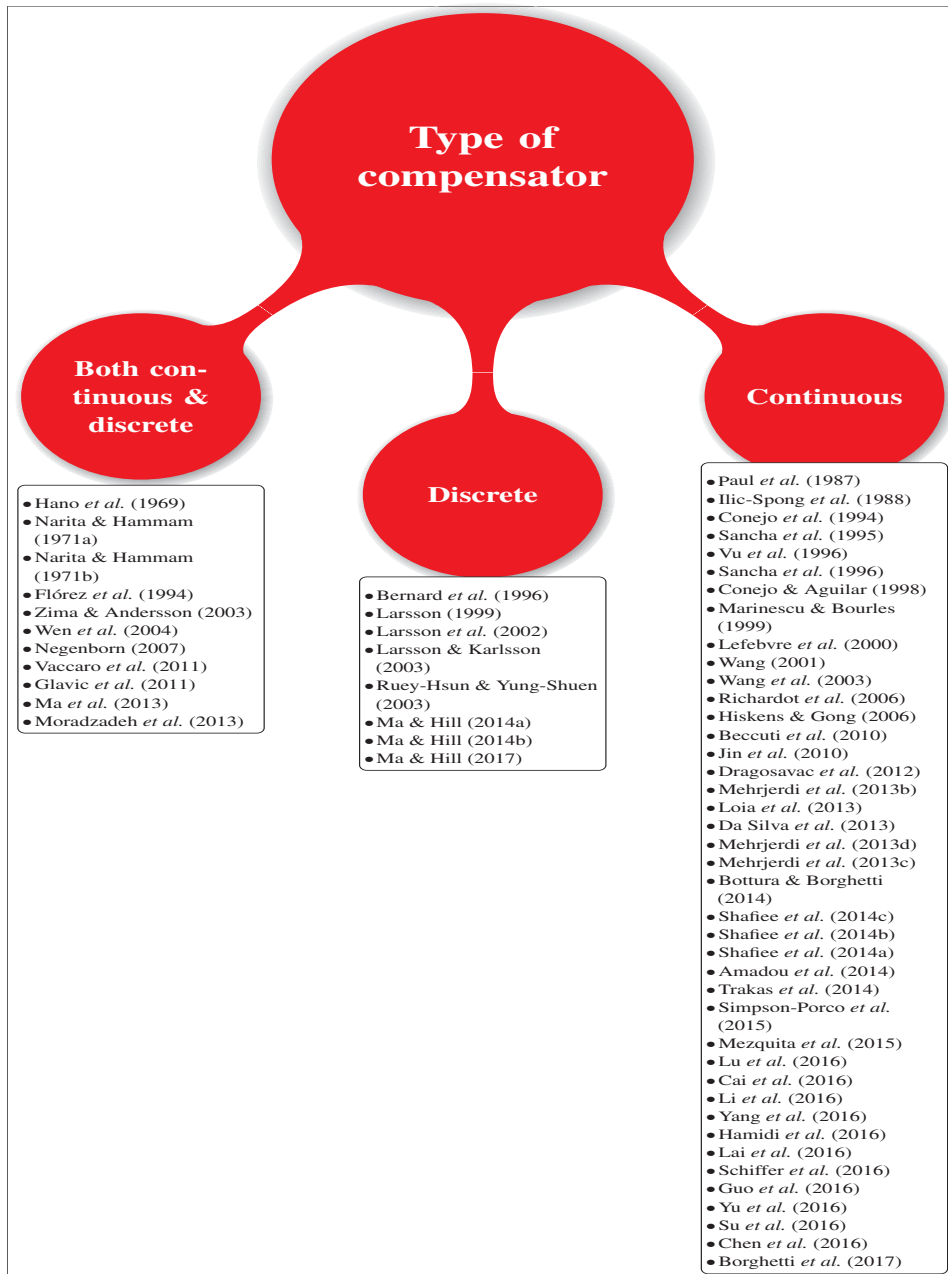 Type of
compensator
Both con-
tinuous &
discrete
• Hano et al. (1969)
• Narita & Hammam
(1971a)
• Narita & Hammam
(1971b)
• Flórez et al. (1994)
• Zima & Andersson (2003)
• Wen et al. (2004)
• Negenborn (2007)
• Vaccaro et al. (2011)
• Glavic et al. (2011)
• Ma et al. (2013)
• Moradzadeh et al. (2013)
Discrete
• Bernard et al. (1996)
• Larsson (1999)
• Larsson et al. (2002)
• Larsson & Karlsson
(2003)
• Ruey-Hsun & Yung-Shuen
(2003)
• Ma & Hill (2014a)
• Ma & Hill (2014b)
• Ma & Hill (2017)
Continuous
• Paul et al. (1987)
• Ilic-Spong et al. (1988)
• Conejo et al. (1994)
• Sancha et al. (1995)
• Vu et al. (1996)
• Sancha et al. (1996)
• Conejo & Aguilar (1998)
• Marinescu & Bourles
(1999)
• Lefebvre et al. (2000)
• Wang (2001)
• Wang et al. (2003)
• Richardot et al. (2006)
• Hiskens & Gong (2006)
• Beccuti et al. (2010)
• Jin et al. (2010)
• Dragosavac et al. (2012)
• Mehrjerdi et al. (2013b)
• Loia et al. (2013)
• Da Silva et al. (2013)
• Mehrjerdi et al. (2013d)
• Mehrjerdi et al. (2013c)
• Bottura & Borghetti
(2014)
• Shafiee et al. (2014c)
• Shafiee et al. (2014b)
• Shafiee et al. (2014a)
• Amadou et al. (2014)
• Trakas et al. (2014)
• Simpson-Porco et al.
(2015)
• Mezquita et al. (2015)
• Lu et al. (2016)
• Cai et al. (2016)
• Li et al. (2016)
• Yang et al. (2016)
• Hamidi et al. (2016)
• Lai et al. (2016)
• Schiffer et al. (2016)
• Guo et al. (2016)
• Yu et al. (2016)
• Su et al. (2016)
• Chen et al. (2016)
• Borghetti et al. (2017)